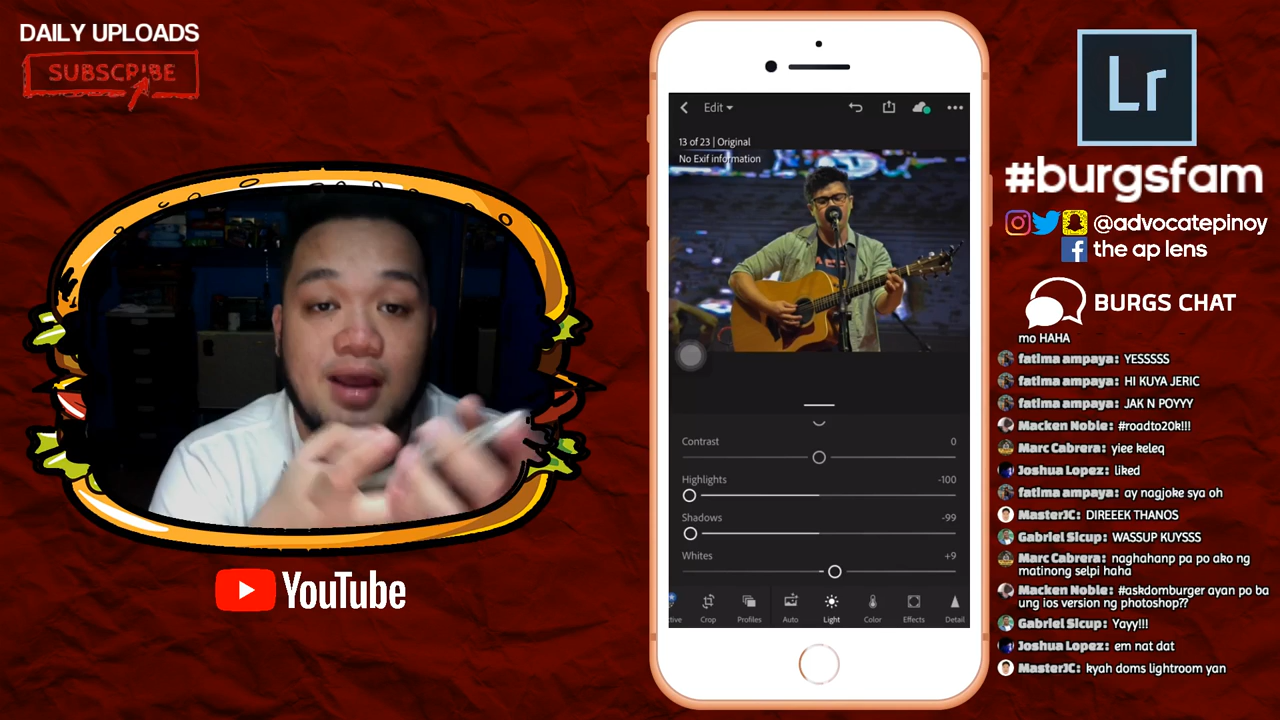 DAILY UPLOADS
SUBSCRIBE
YouTube
Edit
13 of 23 | Original
No Exif information
Contrast 0
Highlights -100
Shadows -99
Whites +9
tive Crop Profiles Auto Light Color Effects Detail
Lr
#burgsfam
@advocatepinoy
the ap lens
BURGS CHAT
mo HAHA
fatima ampaya: YESSSSS
fatima ampaya: HI KUYA JERIC
fatima ampaya: JAK N POYYY
Macken Noble: #roadto20k!!!
Marc Cabrera: yiee keleq
Joshua Lopez: liked
fatima ampaya: ay nagjoke sya oh
MasterJC: DIREEEK THANOS
Gabriel Sicup: WASSUP KUYSSS
Marc Cabrera: naghahanp pa po ako ng
matinong selpi haha
Macken Noble: #askdomburger ayan po ba
ung ios version ng photoshop??
Gabriel Sicup: Yayy!!!
Joshua Lopez: em nat dat
MasterJC: kyah doms lightroom yan